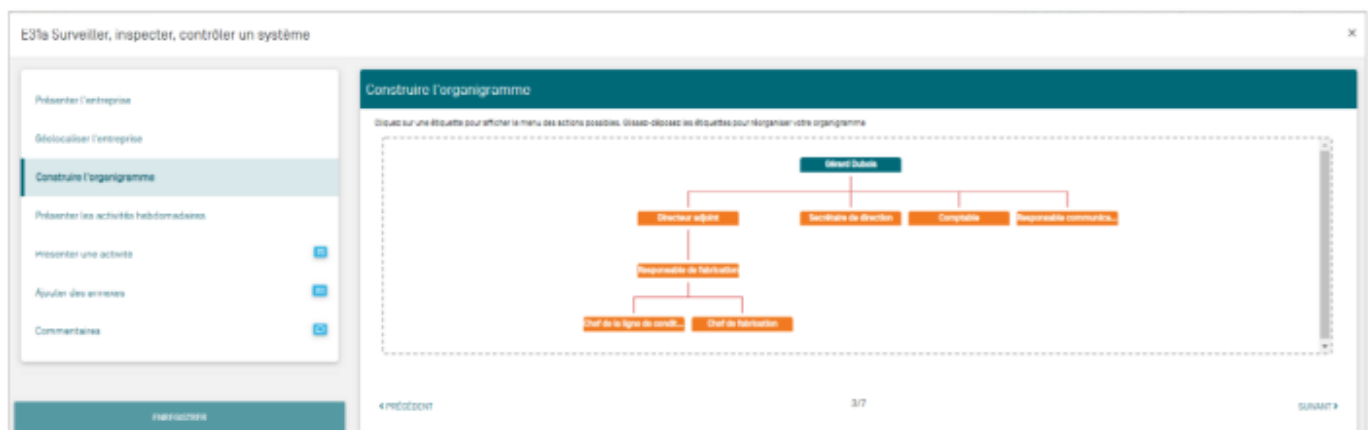 E31a Surveiller, inspecter, contrôler un système
×
Présenter l'entreprise
Géolocaliser l'entreprise
Construire l'organigramme
Présenter les activités hebdomadaires
Présenter une activité
Ajouter des annexes
Commentaires
ENREGISTRER
Construire l'organigramme
Cliquez sur une étiquette pour afficher le menu des actions possibles. Glissez-déposez les étiquettes pour réorganiser votre organigramme
Gérard Dubois
Directeur adjoint
Secrétaire de direction
Comptable
Responsable communica...
Responsable de fabrication
Chef de la ligne de condit...
Chef de fabrication
PRÉCÉDENT
3/7
SUIVANT